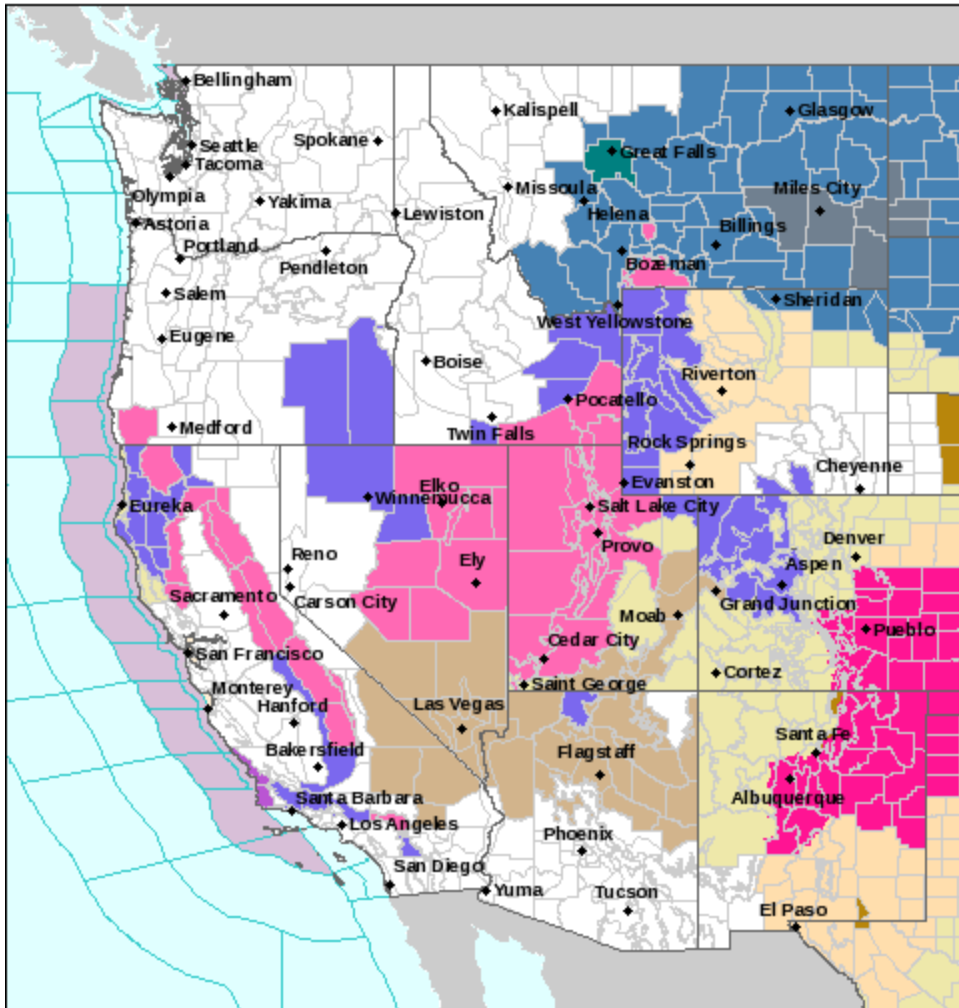 Bellingham
Kalispell
Glasgow
Seattle
Spokane
Great Falls
Tacoma
Olympia
Missoula
Miles City
Yakima
Lewiston
Helena
Astoria
Billings
Portland
Pendleton
Bozeman
Salem
Sheridan
West Yellowstone
Eugene
Boise
Riverton
Pocatello
Medford
Twin Falls
Rock Springs
Cheyenne
Elko
Evanston
Winnemucca
Eureka
Salt Lake City
Provo
Denver
Reno
Ely
Aspen
Carson City
Grand Junction
Sacramento
Moab
Pueblo
Cedar City
San Francisco
Cortez
Saint George
Monterey
Hanford
Las Vegas
Santa Fe
Bakersfield
Flagstaff
Albuquerque
Santa Barbara
Los Angeles
Phoenix
San Diego
Yuma
Tucson
El Paso